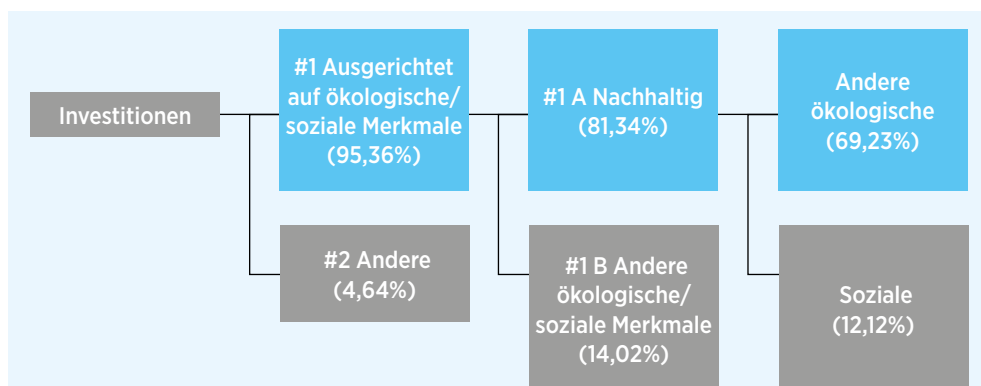 Investitionen
#1 Ausgerichtet
auf ökologische/
soziale Merkmale
(95,36%)
#2 Andere
(4,64%)
#1 A Nachhaltig
(81,34%)
#1 B Andere
ökologische/
soziale Merkmale
(14,02%)
Andere
ökologische
(69,23%)
Soziale
(12,12%)